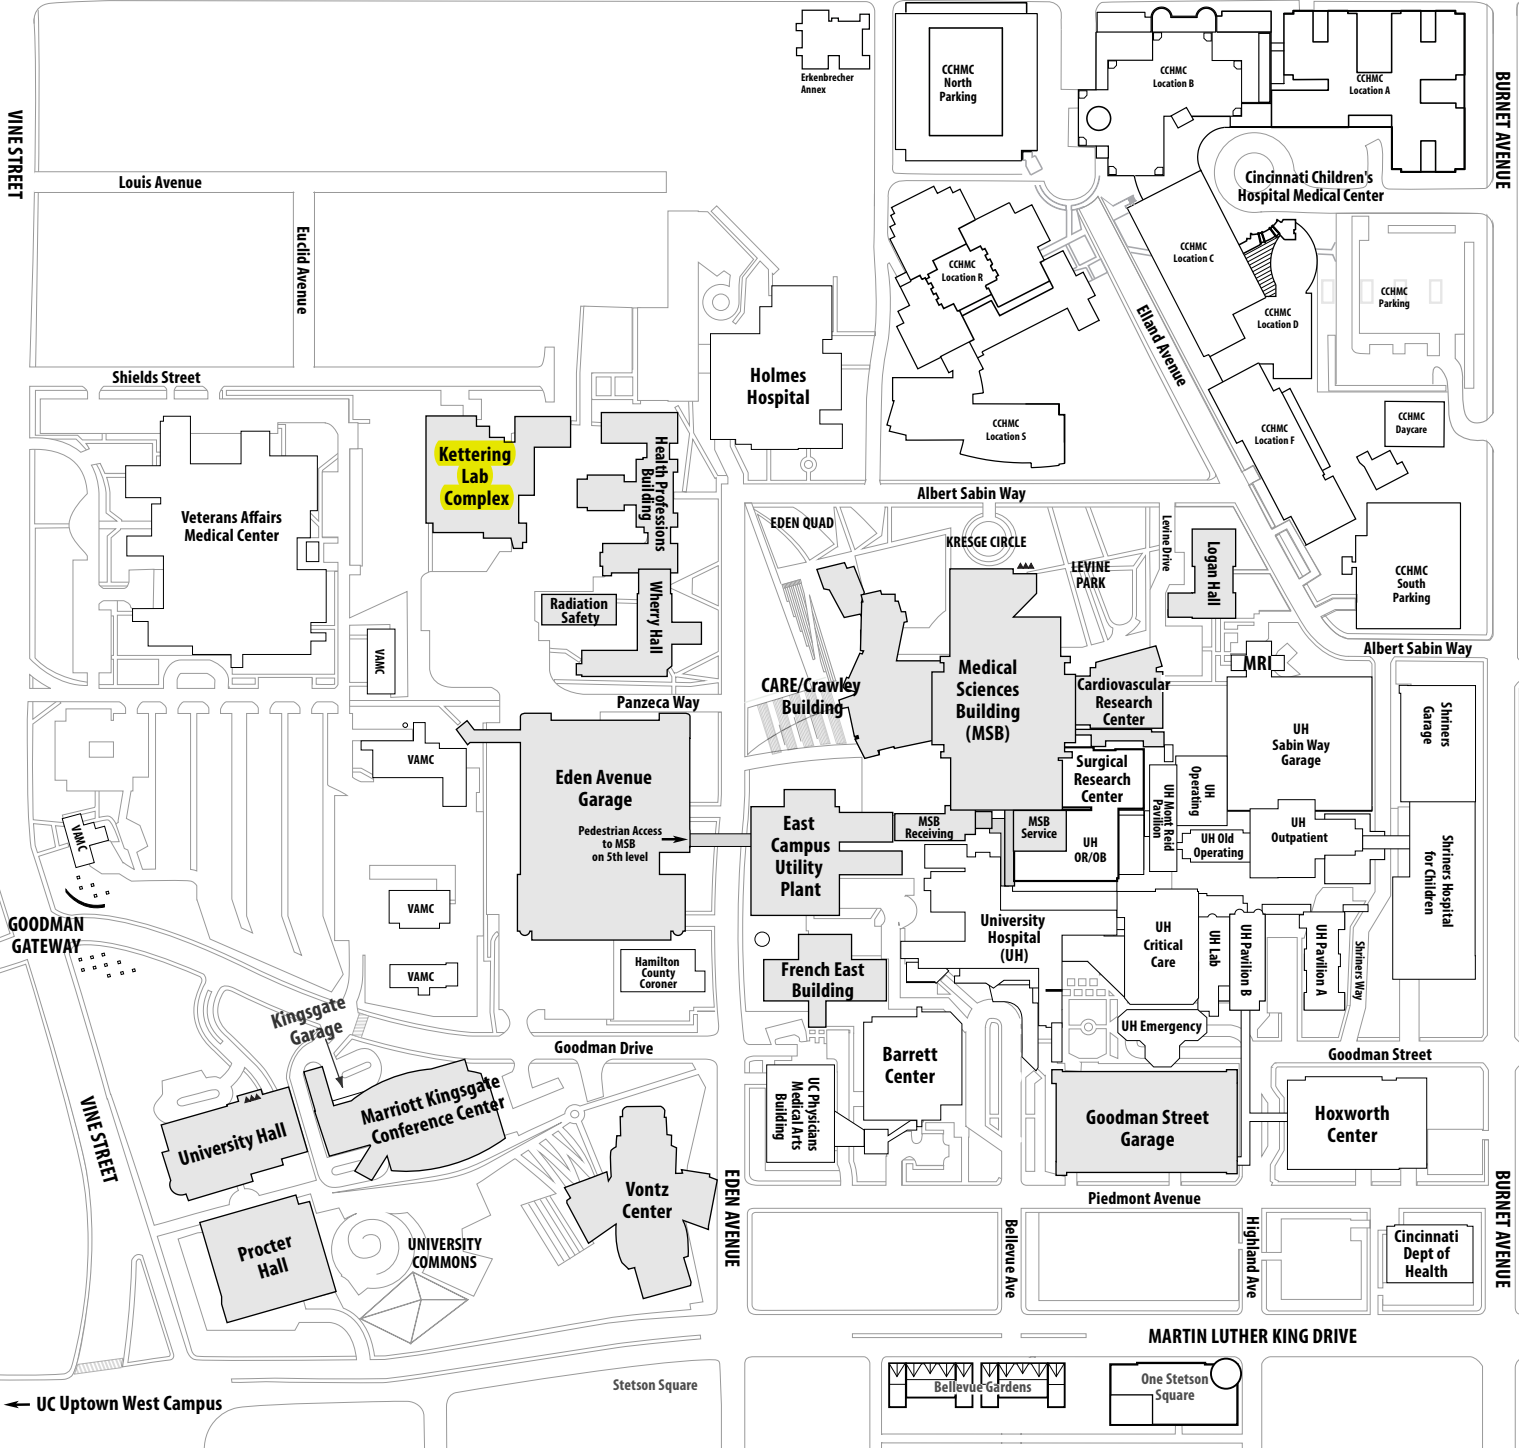 Erkenbrecher
Annex
CCHMC
North
Parking
CCHMC
Location B
CCHMC
Location A
VINE STREET
BURNET AVENUE
Louis Avenue
Cincinnati Children's
Hospital Medical Center
Euclid Avenue
CCHMC
Location R
CCHMC
Location C
CCHMC
Location D
CCHMC
Parking
Elland Avenue
Shields Street
Holmes
Hospital
CCHMC
Location S
CCHMC
Location F
CCHMC
Daycare
Kettering
Lab
Complex
Health Professions
Building
Veterans Affairs
Medical Center
Albert Sabin Way
EDEN QUAD
KRESGE CIRCLE
LEVINE
PARK
Levine Drive
Logan Hall
CCHMC
South
Parking
Radiation
Safety
Wherry Hall
VAMC
Albert Sabin Way
MRI
CARE/Crawley
Building
Medical
Sciences
Building
(MSB)
Cardiovascular
Research
Center
Panzeca Way
Shriners
Garage
UH
Sabin Way
Garage
VAMC
Eden Avenue
Garage
Surgical
Research
Center
UH
Operating
UH Mont Reid
Pavilion
Pedestrian Access
to MSB
on 5th level
East
Campus
Utility
Plant
MSB
Receiving
MSB
Service
UH
OR/OB
UH Old
Operating
UH
Outpatient
Shriners Hospital
for Children
VAMC
VAMC
GOODMAN
GATEWAY
University
Hospital
(UH)
UH
Critical
Care
UH Lab
UH Pavilion B
UH Pavilion A
Shriners Way
VAMC
Hamilton
County
Coroner
French East
Building
Kingsgate
Garage
UH Emergency
Goodman Drive
Goodman Street
Barrett
Center
UC Physicians
Medical Arts
Building
Marriott Kingsgate
Conference Center
University Hall
Goodman Street
Garage
Hoxworth
Center
VINE STREET
Vontz
Center
EDEN AVENUE
Piedmont Avenue
BURNET AVENUE
Procter
Hall
UNIVERSITY
COMMONS
Bellevue Ave
Highland Ave
Cincinnati
Dept of
Health
MARTIN LUTHER KING DRIVE
Stetson Square
Bellevue Gardens
One Stetson
Square
UC Uptown West Campus